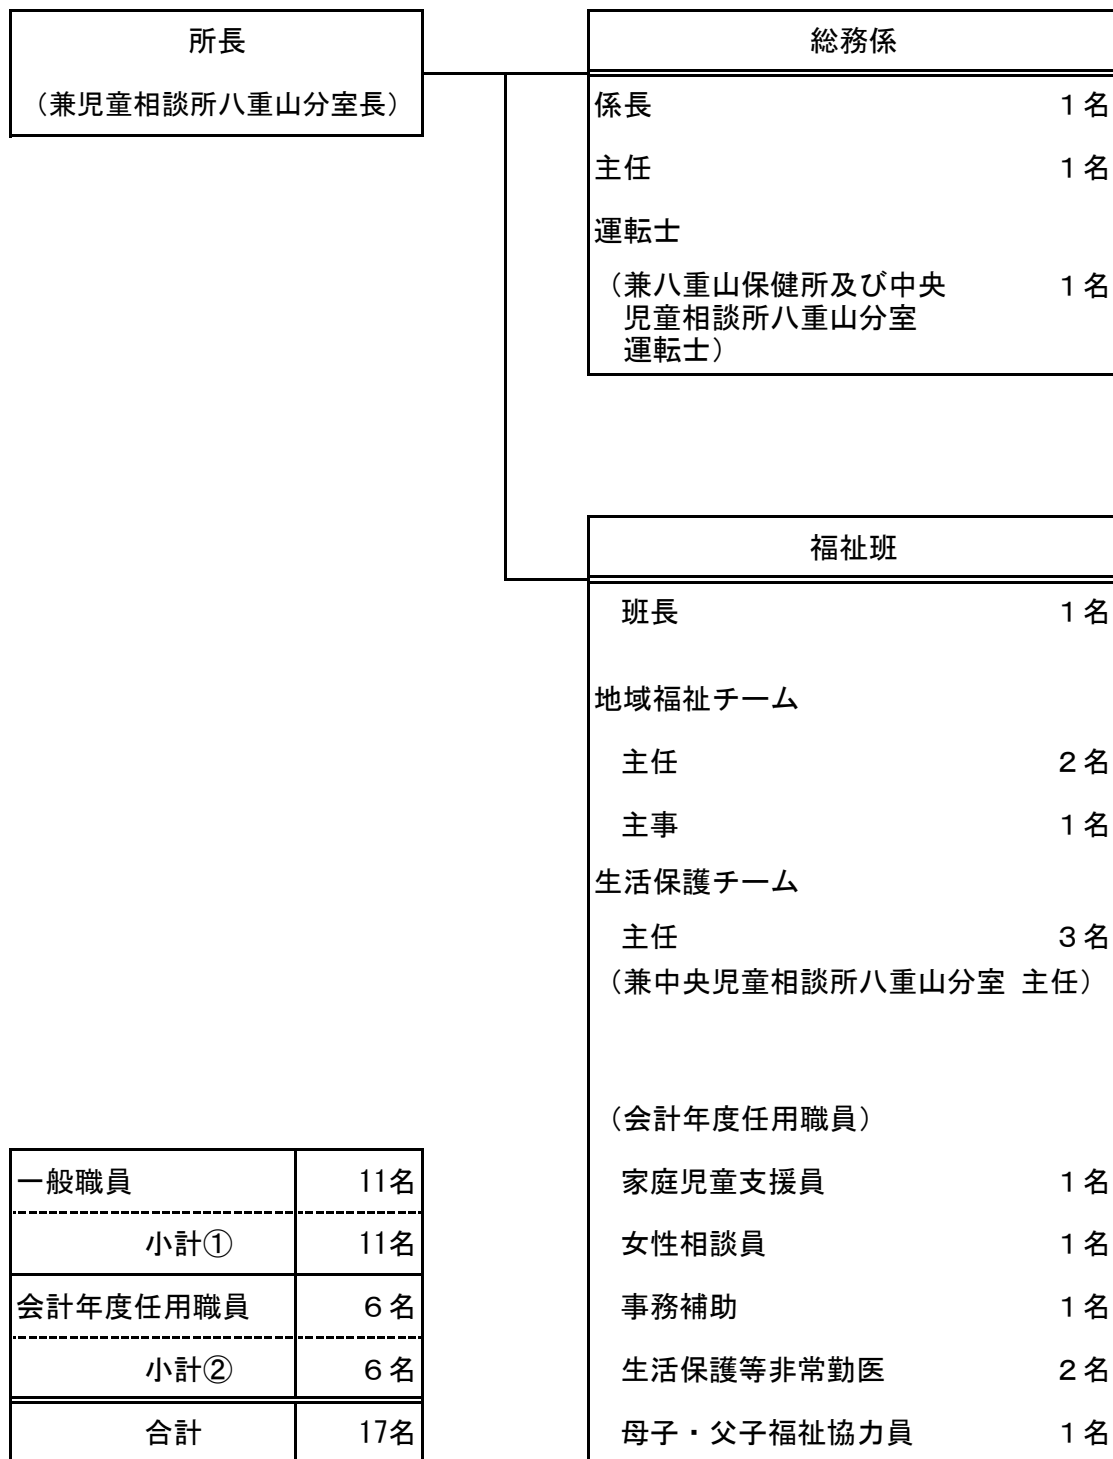 所長
（兼児童相談所八重山分室長）
総務係
係長 1名
主任 1名
運転士
（兼八重山保健所及び中央 1名
児童相談所八重山分室
運転士）
福祉班
班長 1名
地域福祉チーム
主任 2名
主事 1名
生活保護チーム
主任 3名
（兼中央児童相談所八重山分室 主任）
（会計年度任用職員）
家庭児童支援員 1名
女性相談員 1名
事務補助 1名
生活保護等非常勤医 2名
母子・父子福祉協力員 1名
一般職員 11名
小計① 11名
会計年度任用職員 6名
小計② 6名
合計 17名